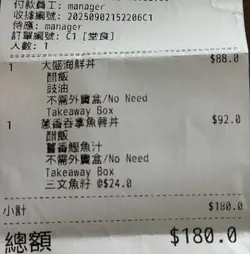 付款員工: manager
收據編號: 20250902152206C1
侍應: manager
訂單編號: C1 [堂食]
人數: 1
1 大盛海鮮丼 $88.0
醋飯
豉油
不需外賣盒/No Need
Takeaway Box
1 蔥香吞拿魚蓉丼 $92.0
醋飯
薑香鰹魚汁
不需外賣盒/No Need
Takeaway Box
三文魚籽 @$24.0
小計 $180.0
總額 $180.0